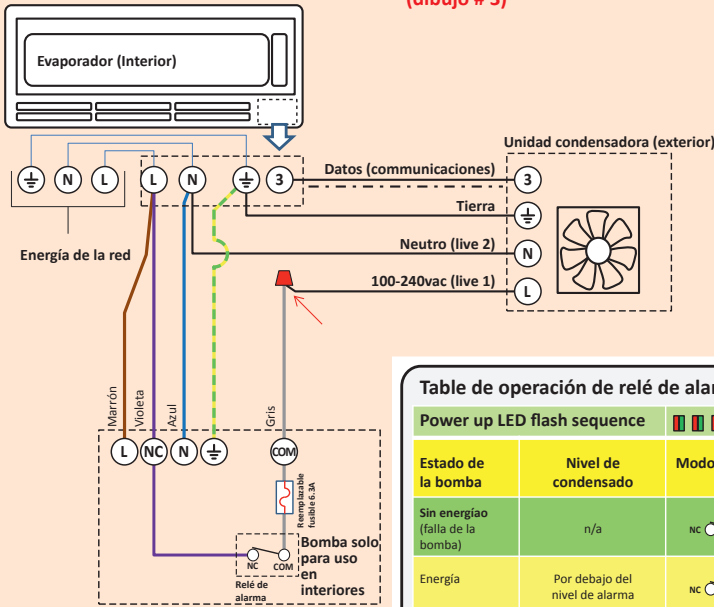 (dibujo # 3)
Evaporador (Interior)
Unidad condensadora (exterior)
N
L
L
N
3
Datos (communicaciones)
3
Tierra
Neutro (live 2)
N
100-240vac (live 1)
L
Energía de la red
Marrón
Violeta
Azul
Gris
L
NC
N
COM
Reemplazable
fusible 6.3A
NC
COM
Relé de
alarma
Bomba solo
para uso
en
interiores
Table de operación de relé de alar
Power up LED flash sequence
Estado de
la bomba
Nivel de
condensado
Modo
Sin energíao
(falla de la
bomba)
n/a
NC
Energía
Por debajo del
nivel de alarma
NC